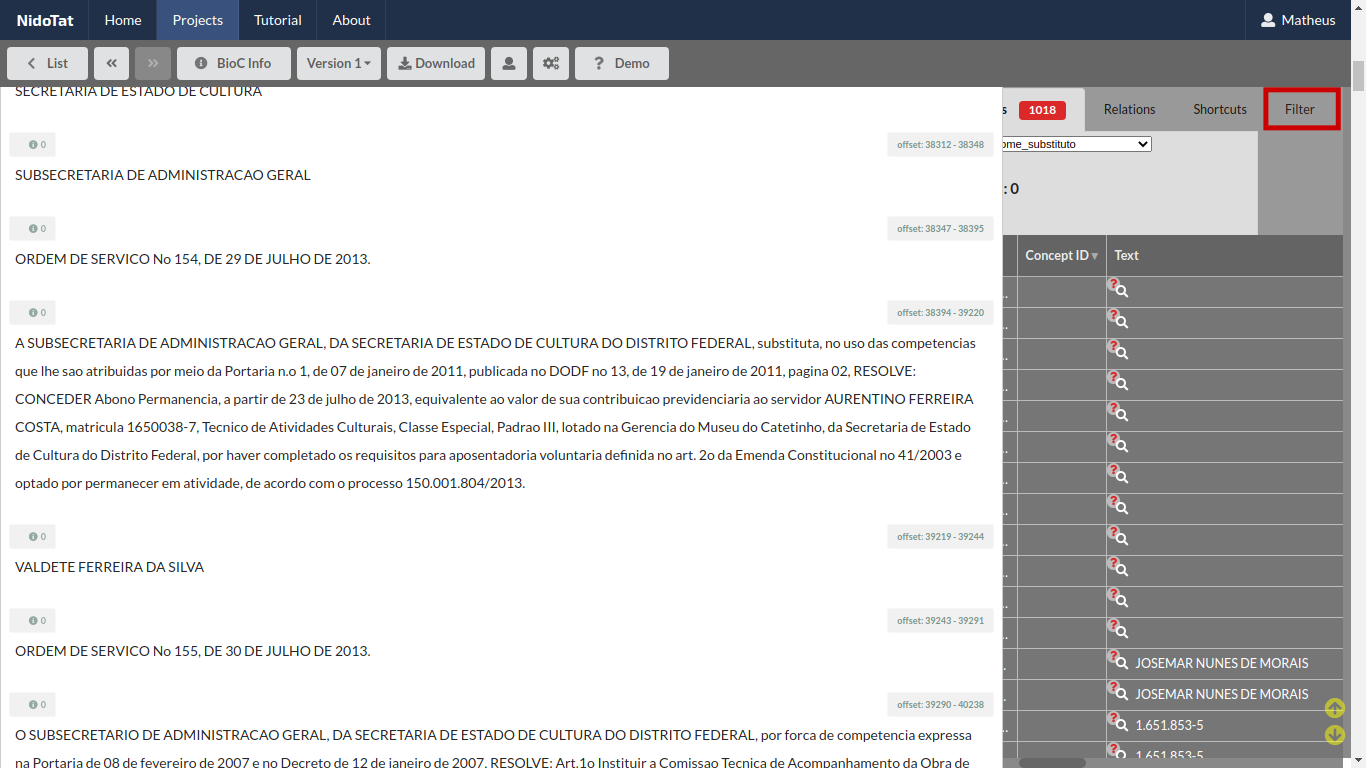 NidoTat Home Projects Tutorial About Matheus
List « » BioC Info Version 1 Download ? Demo
SECRETARIA DE ESTADO DE CULTURA
s 1018 Relations Shortcuts Filter
0 offset: 38312 - 38348
ome_substituto
SUBSECRETARIA DE ADMINISTRACAO GERAL
: 0
0 offset: 38347 - 38395
ORDEM DE SERVICO No 154, DE 29 DE JULHO DE 2013.
Concept ID Text
0 offset: 38394 - 39220
A SUBSECRETARIA DE ADMINISTRACAO GERAL, DA SECRETARIA DE ESTADO DE CULTURA DO DISTRITO FEDERAL, substituta, no uso das competencias
que lhe sao atribuidas por meio da Portaria n.o 1, de 07 de janeiro de 2011, publicada no DODF no 13, de 19 de janeiro de 2011, pagina 02, RESOLVE:
CONCEDER Abono Permanencia, a partir de 23 de julho de 2013, equivalente ao valor de sua contribuicao previdenciaria ao servidor AURENTINO FERREIRA
COSTA, matricula 1650038-7, Tecnico de Atividades Culturais, Classe Especial, Padrao III, lotado na Gerencia do Museu do Catetinho, da Secretaria de Estado
de Cultura do Distrito Federal, por haver completado os requisitos para aposentadoria voluntaria definida no art. 2o da Emenda Constitucional no 41/2003 e
optado por permanecer em atividade, de acordo com o processo 150.001.804/2013.
0 offset: 39219 - 39244
VALDETE FERREIRA DA SILVA
0 offset: 39243 - 39291
ORDEM DE SERVICO No 155, DE 30 DE JULHO DE 2013.
JOSEMAR NUNES DE MORAIS
JOSEMAR NUNES DE MORAIS
0 offset: 39290 - 40238
1.651.853-5
O SUBSECRETARIO DE ADMINISTRACAO GERAL, DA SECRETARIA DE ESTADO DE CULTURA DO DISTRITO FEDERAL, por forca de competencia expressa
1.651.853-5
na Portaria de 08 de fevereiro de 2007 e no Decreto de 12 de janeiro de 2007, RESOLVE: Art.1o Instituir a Comissao Tecnica de Acompanhamento da Obra de